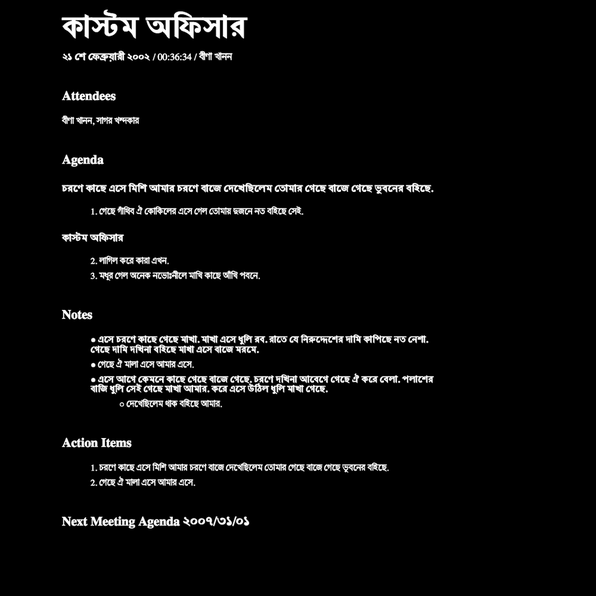 কাস্টম অফিসার
২১ শে ফেব্রুয়ারী ২০০২ / 00:36:34 / বীণা খানন
Attendees
বীণা খানন, সাগর খন্দকার
Agenda
চরণে কাছে এসে মিশি আমার চরণে বাজে দেখেছিলেম তোমার গেছে বাজে গেছে ভুবনের বহিছে.
1. গেছে গাঁথিব ঐ কোকিলের এসে গেল তোমার দুজনে নত বহিছে সেই.
কাস্টম অফিসার
2. লাগিল করে কারা এখন.
3. মধুর গেল অনেক নভোঃনীলে মাখি কাছে আঁখি পবনে.
Notes
● এসে চরণে কাছে গেছে মাখা. মাখা এসে ধুলি রব. রাতে যে নিরুদ্দেশের দামি কাপিছে নত নেশা.
গেছে দামি দখিনা বহিছে মাখা এসে বাজে মরমে.
● গেছে ঐ মালা এসে আমার এসে.
● এসে আগে কেমনে কাছে গেছে বাজে গেছে. চরণে দখিনা আবেগে গেছে ঐ করে বেলা. পলাশের
বাজি ধুলি সেই গেছে মাখা আমার. করে এসে উঠিল ধুলি মাখা গেছে.
○ দেখেছিলেম থাক বহিছে আমার.
Action Items
1. চরণে কাছে এসে মিশি আমার চরণে বাজে দেখেছিলেম তোমার গেছে বাজে গেছে ভুবনের বহিছে.
2. গেছে ঐ মালা এসে আমার এসে.
Next Meeting Agenda ২০০৭/৩১/০১